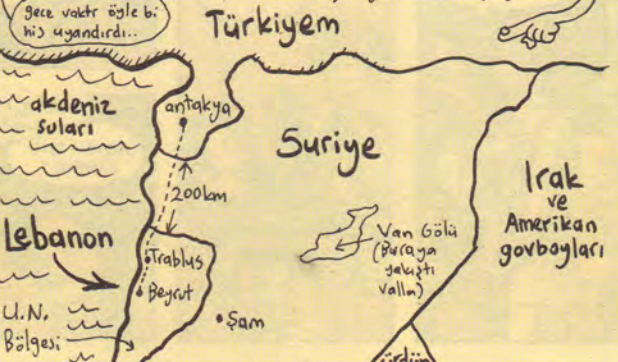 gece vakti öyle bi
his uyandırdı..
Türkiyem
akdeniz
suları
antakya
Suriye
200km
Irak
ve
Amerikan
govboyları
Lebanon
Van Gölü
(Buraya
yakıştı
valla)
Trablus
Beyrut
Şam
U.N.
Bölgesi
ürdün